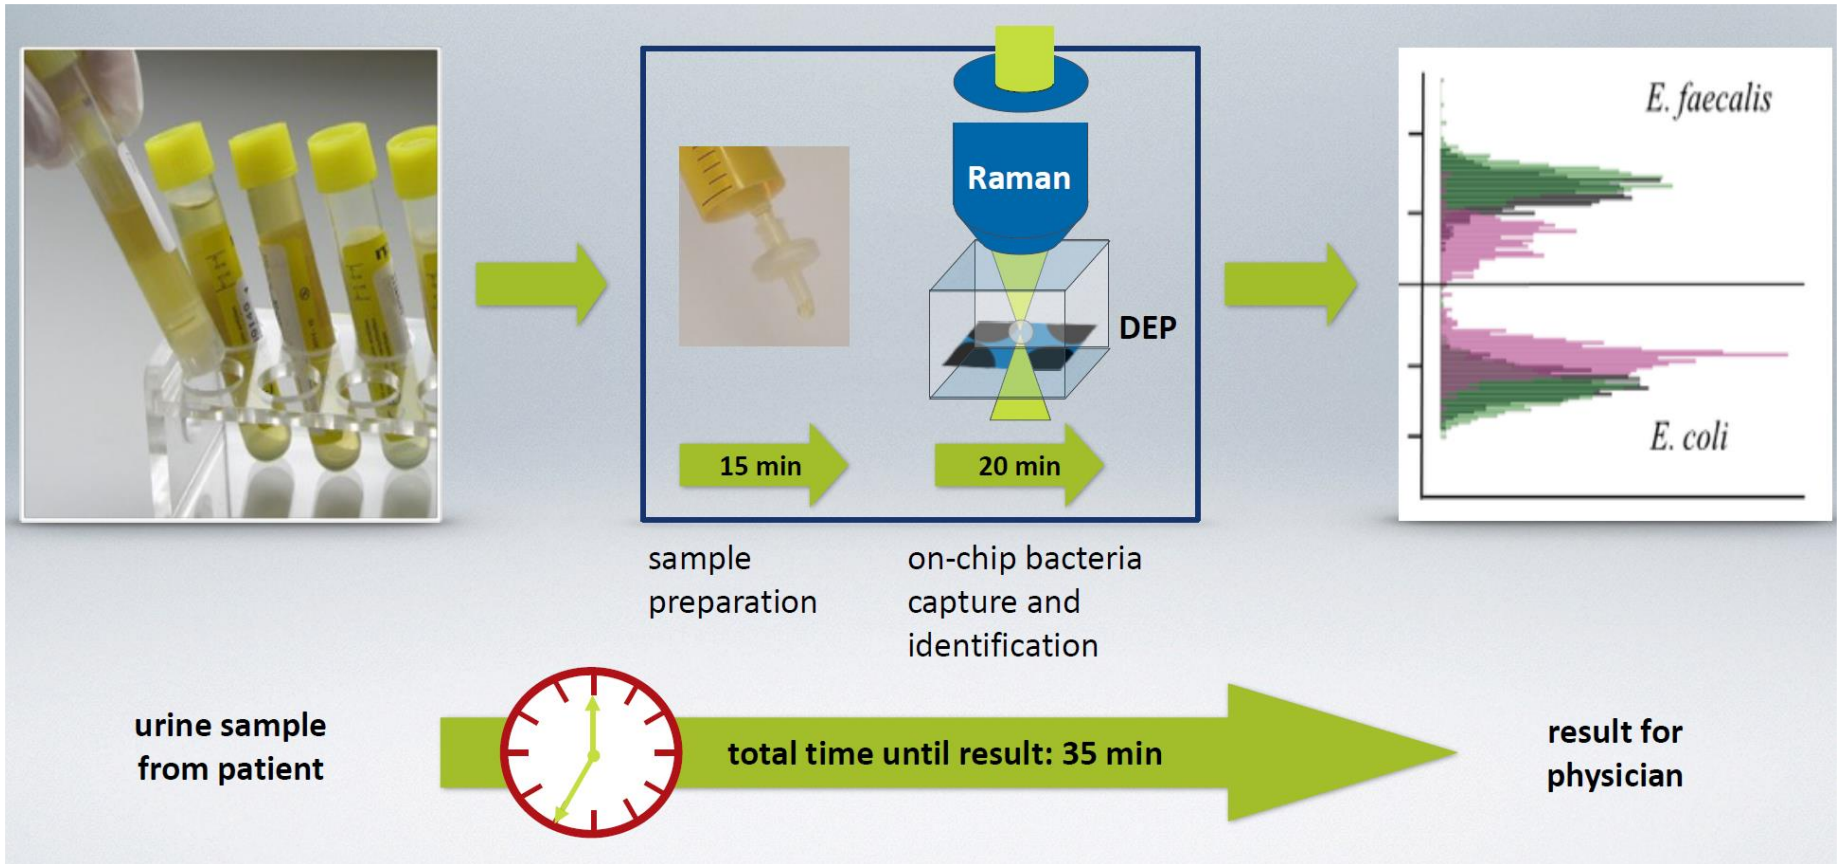 E. faecalis
Raman
DEP
E. coli
15 min
20 min
sample
preparation
on-chip bacteria
capture and
identification
urine sample
from patient
total time until result: 35 min
result for
physician